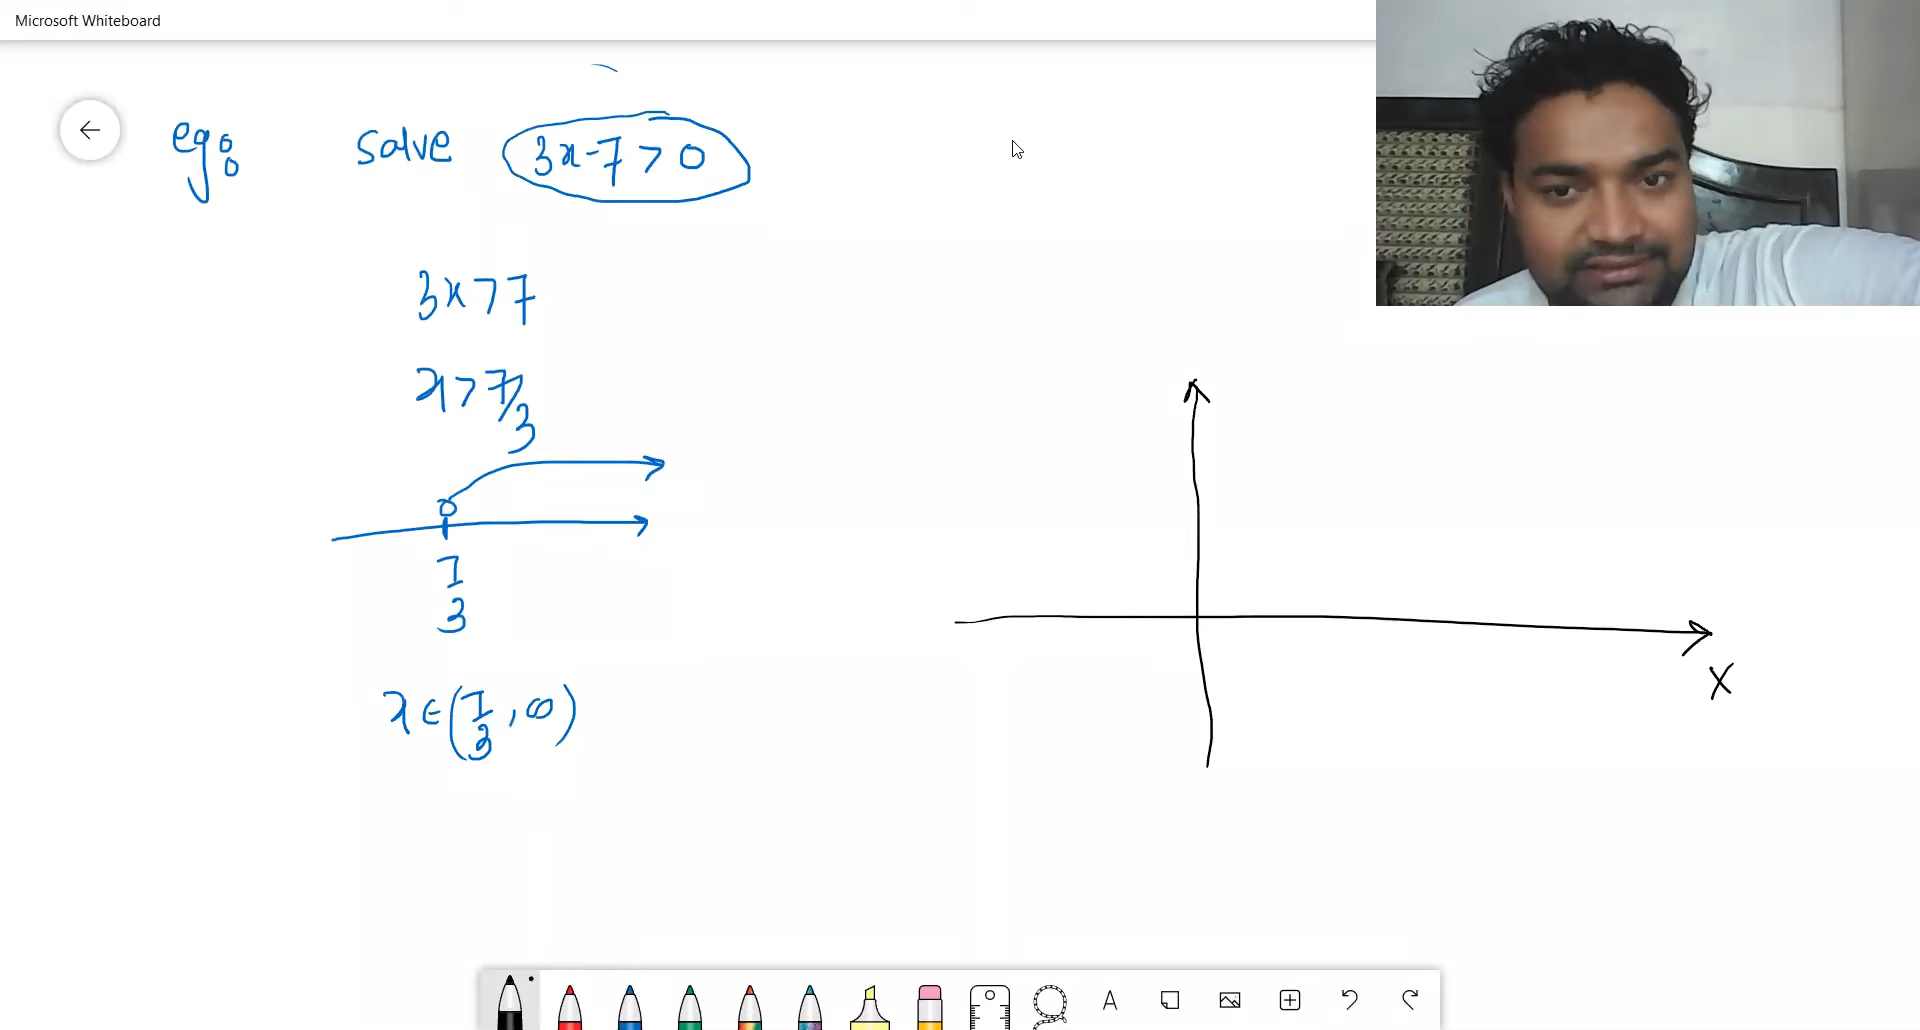 Microsoft Whiteboard
eg: solve 3x-7 > 0
3x > 7
x > 7/3
7
3
x ∈ (7/3, ∞)
X